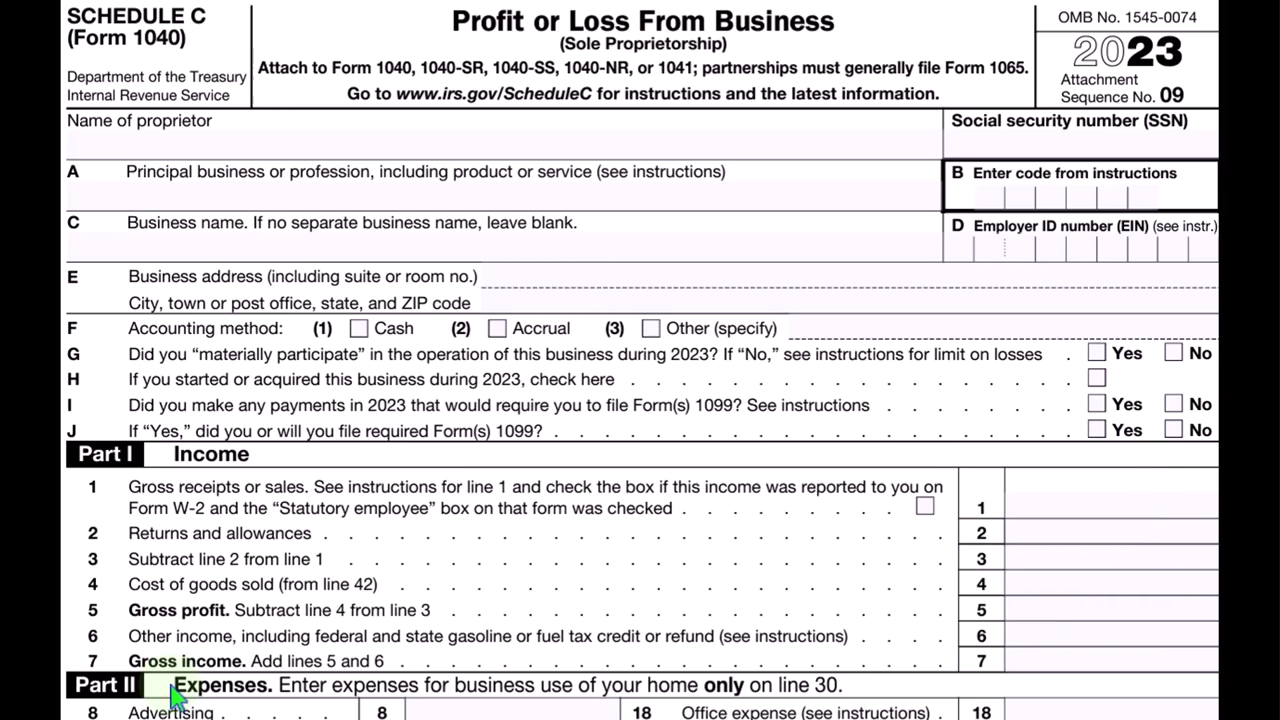 SCHEDULE C
(Form 1040)
Department of the Treasury
Internal Revenue Service
Profit or Loss From Business
(Sole Proprietorship)
Attach to Form 1040, 1040-SR, 1040-SS, 1040-NR, or 1041; partnerships must generally file Form 1065.
Go to www.irs.gov/ScheduleC for instructions and the latest information.
OMB No. 1545-0074
2023
Attachment
Sequence No. 09
Name of proprietor
Social security number (SSN)
A Principal business or profession, including product or service (see instructions)
B Enter code from instructions
C Business name. If no separate business name, leave blank.
D Employer ID number (EIN) (see instr.)
E Business address (including suite or room no.)
City, town or post office, state, and ZIP code
F Accounting method: (1) Cash (2) Accrual (3) Other (specify)
G Did you “materially participate” in the operation of this business during 2023? If “No,” see instructions for limit on losses . Yes No
H If you started or acquired this business during 2023, check here . . . . . . . . . . . . . . . . .
I Did you make any payments in 2023 that would require you to file Form(s) 1099? See instructions . . . . . . . Yes No
J If “Yes,” did you or will you file required Form(s) 1099? . . . . . . . . . . . . . . . . . . . Yes No
Part I Income
1 Gross receipts or sales. See instructions for line 1 and check the box if this income was reported to you on
Form W-2 and the “Statutory employee” box on that form was checked . . . . . . . . . 1
2 Returns and allowances . . . . . . . . . . . . . . . . . . . . . . . 2
3 Subtract line 2 from line 1 . . . . . . . . . . . . . . . . . . . . . . 3
4 Cost of goods sold (from line 42) . . . . . . . . . . . . . . . . . . . . 4
5 Gross profit. Subtract line 4 from line 3 . . . . . . . . . . . . . . . . . . . 5
6 Other income, including federal and state gasoline or fuel tax credit or refund (see instructions) . . . . 6
7 Gross income. Add lines 5 and 6 . . . . . . . . . . . . . . . . . . . . 7
Part II Expenses. Enter expenses for business use of your home only on line 30.
8 Advertising . . . . . 8 18 Office expense (see instructions) . 18